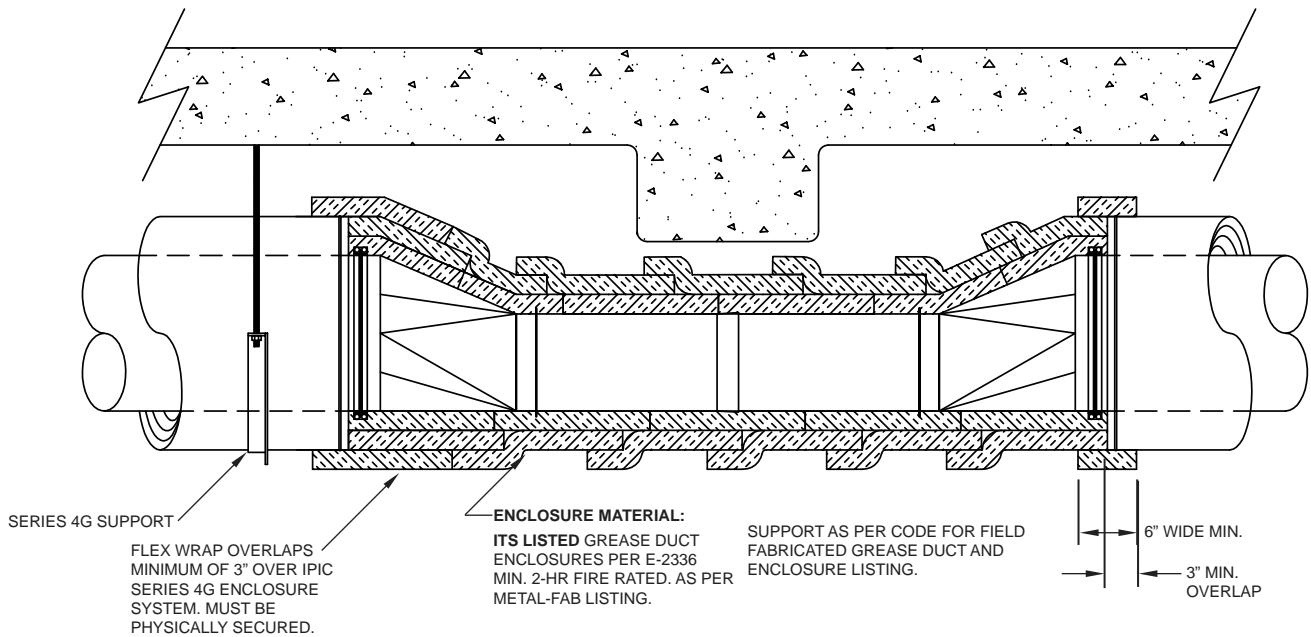 SERIES 4G SUPPORT
FLEX WRAP OVERLAPS
MINIMUM OF 3" OVER IPIC
SERIES 4G ENCLOSURE
SYSTEM. MUST BE
PHYSICALLY SECURED.
ENCLOSURE MATERIAL:
ITS LISTED GREASE DUCT
ENCLOSURES PER E-2336
MIN. 2-HR FIRE RATED. AS PER
METAL-FAB LISTING.
SUPPORT AS PER CODE FOR FIELD
FABRICATED GREASE DUCT AND
ENCLOSURE LISTING.
6” WIDE MIN.
3” MIN.
OVERLAP